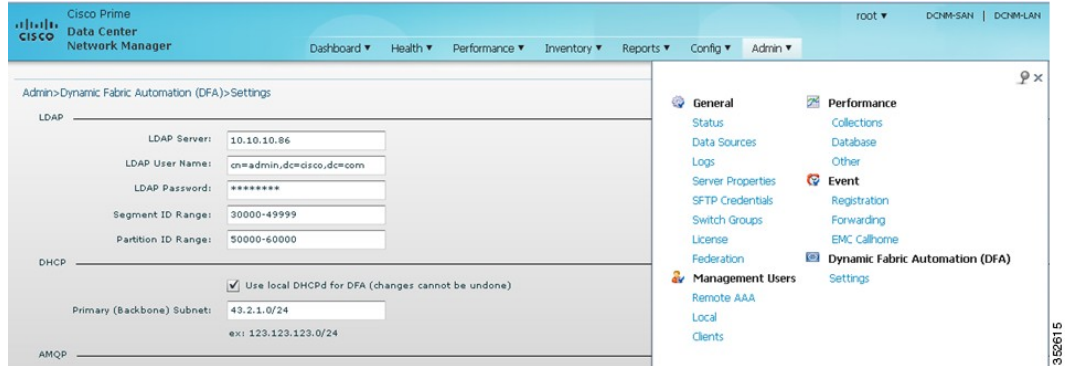 Cisco Prime
Data Center
Network Manager
CISCO
root ▼
DCNM-SAN | DCNM-LAN
Dashboard ▼
Health ▼
Performance ▼
Inventory ▼
Reports ▼
Config ▼
Admin ▼
Admin>Dynamic Fabric Automation (DFA)>Settings
LDAP
LDAP Server: 10.10.10.86
LDAP User Name: cn=admin,dc=cisco,dc=com
LDAP Password: ********
Segment ID Range: 30000-49999
Partition ID Range: 50000-60000
DHCP
Use local DHCPd for DFA (changes cannot be undone)
Primary (Backbone) Subnet: 43.2.1.0/24
ex: 123.123.123.0/24
AMQP
General
Status
Data Sources
Logs
Server Properties
SFTP Credentials
Switch Groups
License
Federation
Management Users
Remote AAA
Local
Clients
Performance
Collections
Database
Other
Event
Registration
Forwarding
EMC Callhome
Dynamic Fabric Automation (DFA)
Settings
352615